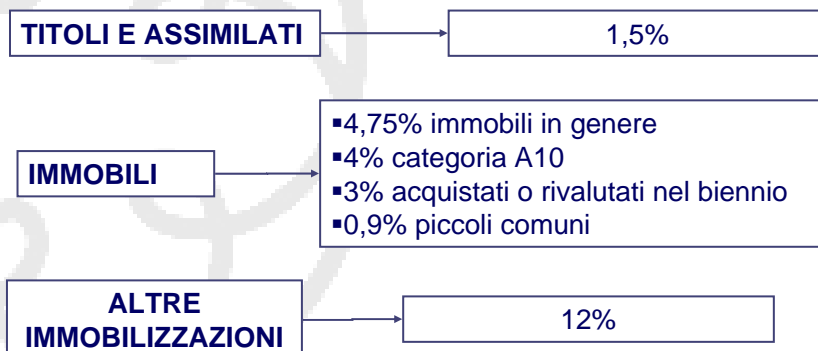 TITOLI E ASSIMILATI
1,5%
IMMOBILI
▪4,75% immobili in genere
▪4% categoria A10
▪3% acquistati o rivalutati nel biennio
▪0,9% piccoli comuni
ALTRE
IMMOBILIZZAZIONI
12%